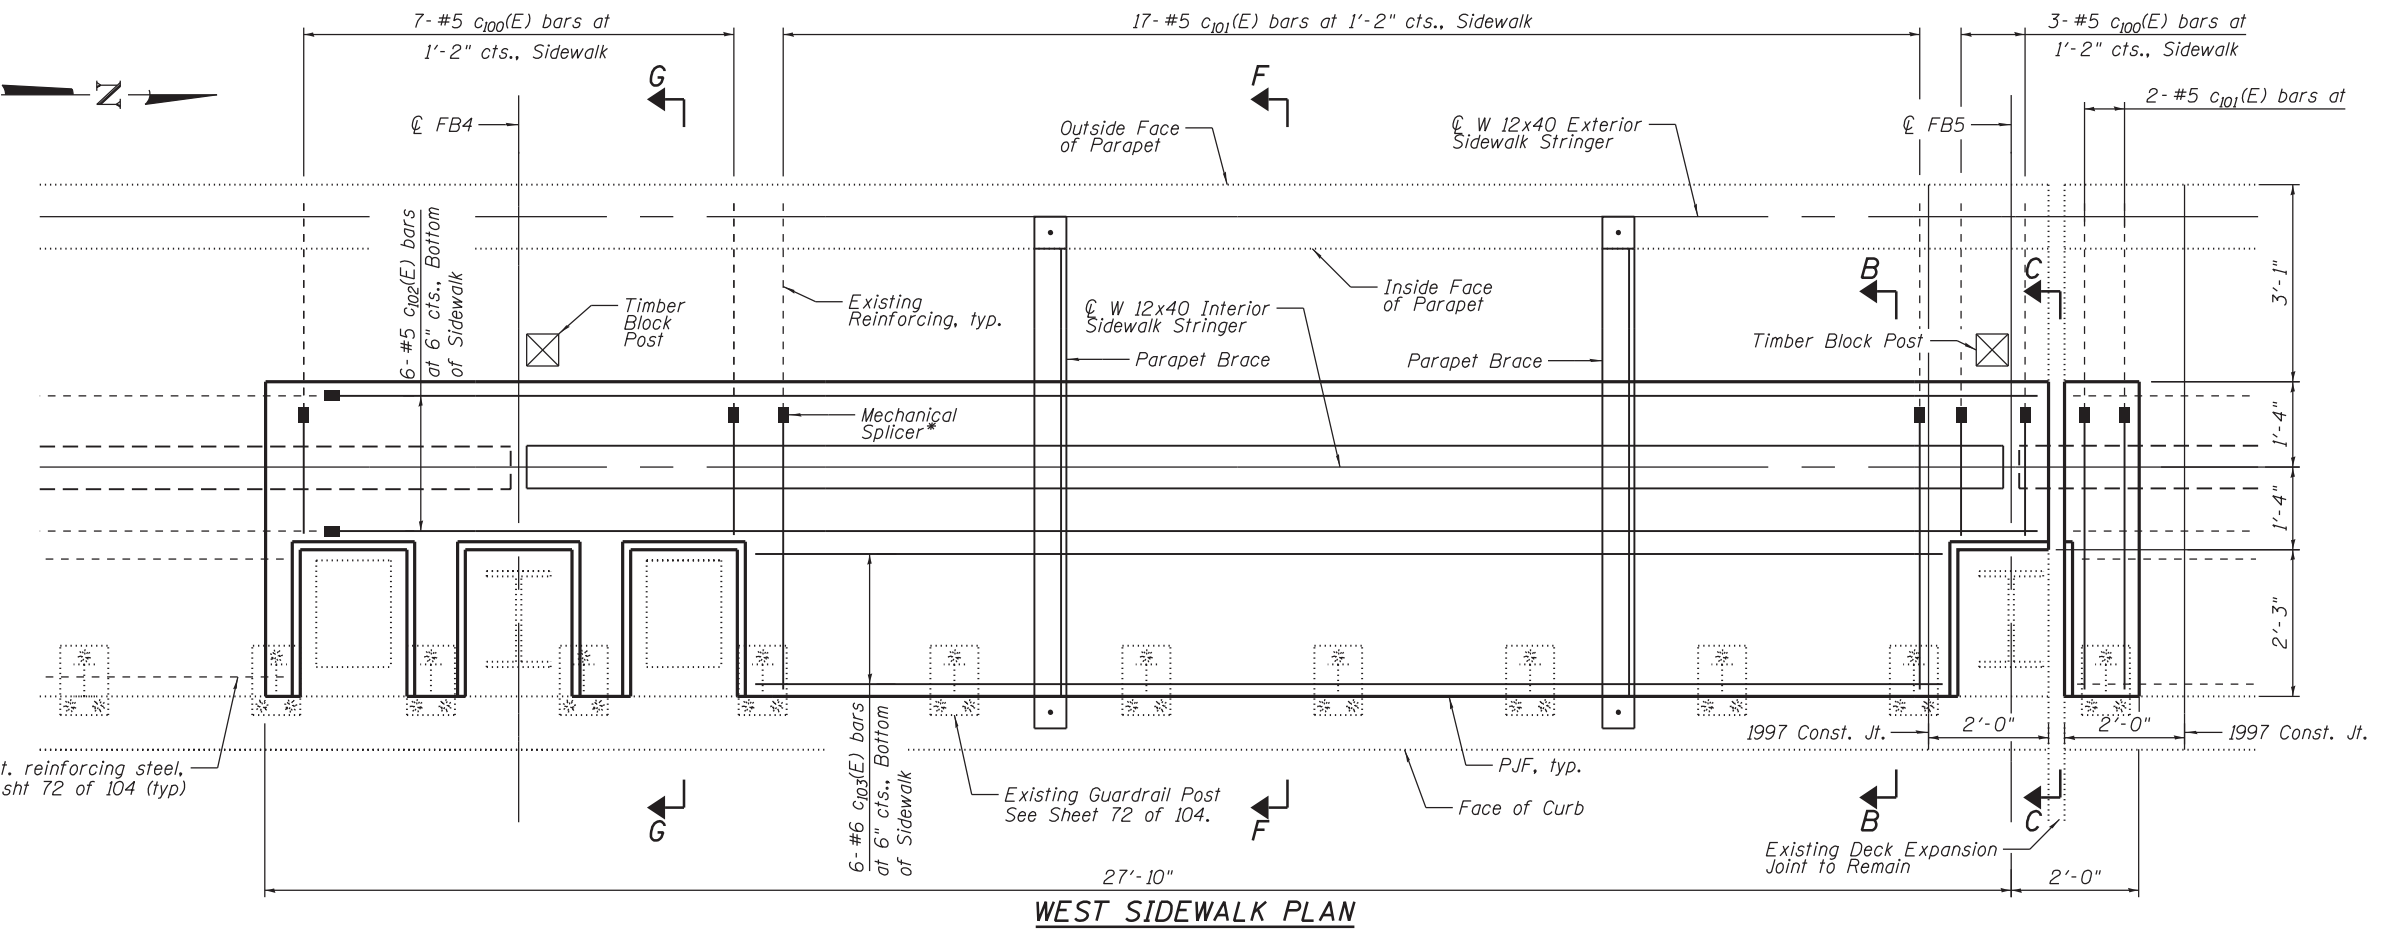 7- #5 c100(E) bars at
1'-2" cts., Sidewalk
17- #5 c101(E) bars at 1'-2" cts., Sidewalk
3- #5 c100(E) bars at
1'-2" cts., Sidewalk
2- #5 c101(E) bars at
N
G
F
℄ FB4
Outside Face
of Parapet
℄ W 12x40 Exterior
Sidewalk Stringer
℄ FB5
6- #5 c102(E) bars
at 6" cts., Bottom
of Sidewalk
Timber
Block
Post
Existing
Reinforcing, typ.
℄ W 12x40 Interior
Sidewalk Stringer
Inside Face
of Parapet
B
C
3'-1"
Parapet Brace
Parapet Brace
Timber Block Post
Mechanical
Splicer*
1'-4"
1'-4"
2'-3"
t. reinforcing steel,
sht 72 of 104 (typ)
6- #6 c103(E) bars
at 6" cts., Bottom
of Sidewalk
1997 Const. Jt.
2'-0"
2'-0"
1997 Const. Jt.
PJF, typ.
Existing Guardrail Post
See Sheet 72 of 104.
Face of Curb
G
F
B
C
Existing Deck Expansion
Joint to Remain
27'-10"
2'-0"
WEST SIDEWALK PLAN